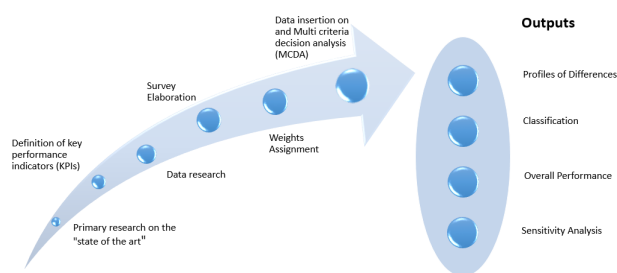 Primary research on the
"state of the art"
Definition of key
performance
indicators (KPIs)
Data research
Survey
Elaboration
Weights
Assignment
Data insertion on
and Multi criteria
decision analysis
(MCDA)
Outputs
Profiles of Differences
Classification
Overall Performance
Sensitivity Analysis